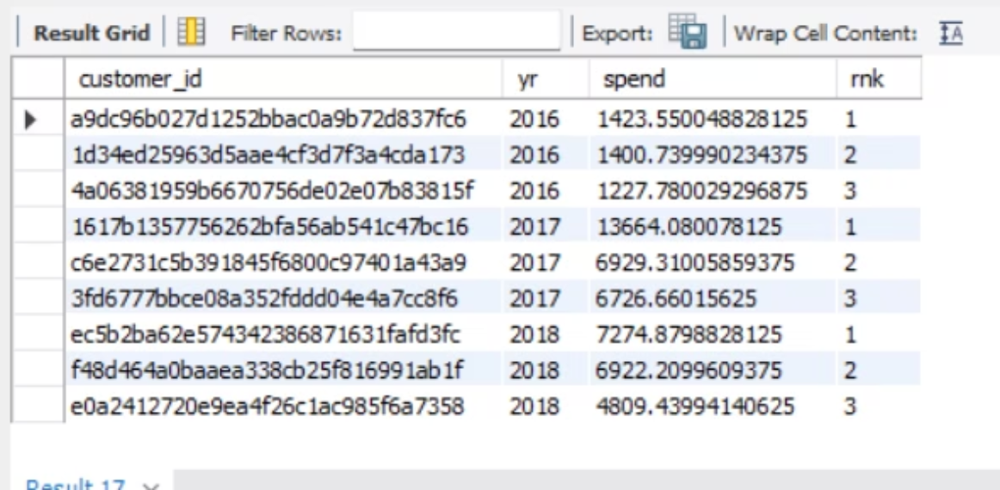 Result Grid Filter Rows: Export: Wrap Cell Content: IA
customer_id yr spend rnk
a9dc96b027d1252bbac0a9b72d837fc6 2016 1423.550048828125 1
1d34ed25963d5aae4cf3d7f3a4cda173 2016 1400.739990234375 2
4a06381959b6670756de02e07b83815f 2016 1227.780029296875 3
1617b1357756262bfa56ab541c47bc16 2017 13664.080078125 1
c6e2731c5b391845f6800c97401a43a9 2017 6929.31005859375 2
3fd6777bbce08a352fddd04e4a7cc8f6 2017 6726.66015625 3
ec5b2ba62e574342386871631fafd3fc 2018 7274.8798828125 1
f48d464a0baaea338cb25f816991ab1f 2018 6922.2099609375 2
e0a2412720e9ea4f26c1ac985f6a7358 2018 4809.43994140625 3
Result 17